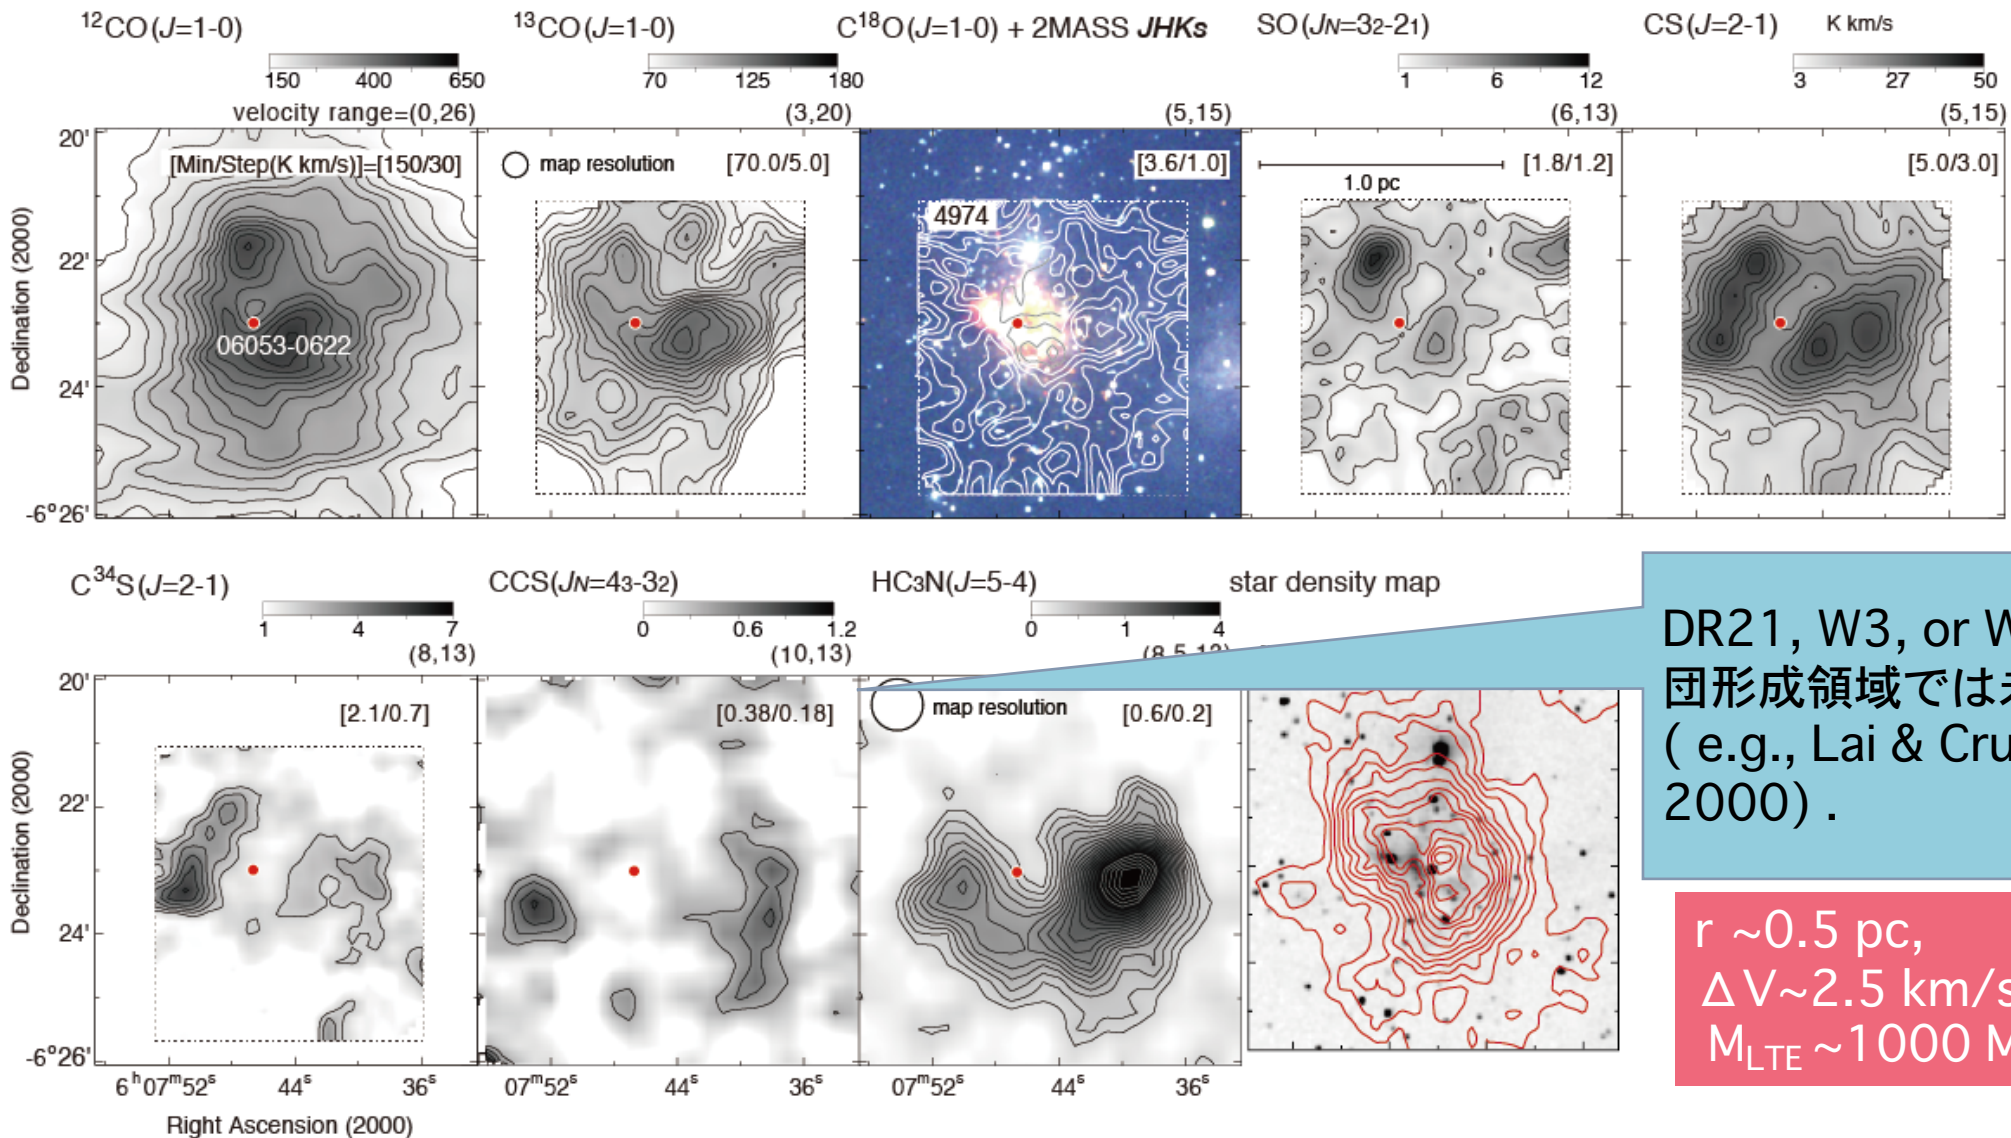 ¹²CO(J=1-0)
150 400 650
velocity range=(0,26)
[Min/Step(K km/s)]=[150/30]
06053-0622
¹³CO(J=1-0)
70 125 180
(3,20)
map resolution [70.0/5.0]
C¹⁸O(J=1-0) + 2MASS JHKs
(5,15)
[3.6/1.0]
4974
SO(JN=32-21)
1 6 12
(6,13)
1.0 pc [1.8/1.2]
CS(J=2-1) K km/s
3 27 50
(5,15)
[5.0/3.0]
20'
22'
24'
-6°26'
Declination (2000)
C³⁴S(J=2-1)
1 4 7
(8,13)
[2.1/0.7]
CCS(JN=43-32)
0 0.6 1.2
(10,13)
[0.38/0.18]
HC3N(J=5-4)
0 1 4
map resolution [0.6/0.2]
star density map
20'
22'
24'
-6°26'
Declination (2000)
6ʰ07ᵐ52ˢ 44ˢ 36ˢ
07ᵐ52ˢ 44ˢ 36ˢ
07ᵐ52ˢ 44ˢ 36ˢ
Right Ascension (2000)
DR21, W3, or W
団形成領域では
( e.g., Lai & Cru
2000) .
r ~0.5 pc,
ΔV~2.5 km/s
M_LTE ~1000 M